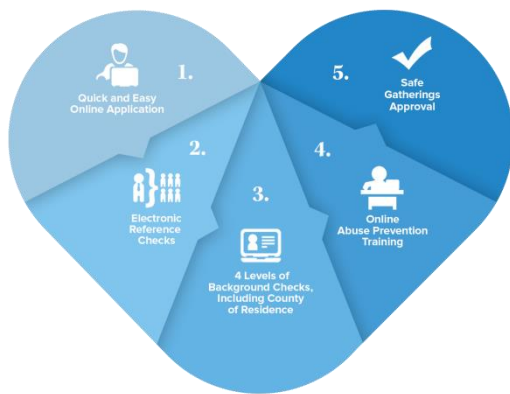 1.
Quick and Easy
Online Application
2.
Electronic
Reference
Checks
3.
4 Levels of
Background Checks,
Including County
of Residence
4.
Online
Abuse Prevention
Training
5.
Safe
Gatherings
Approval